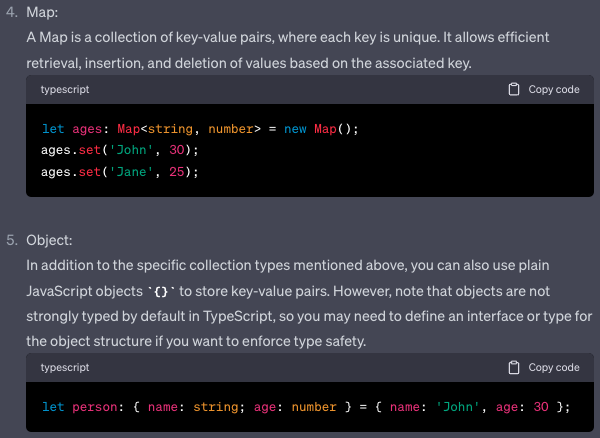 4. Map:
A Map is a collection of key-value pairs, where each key is unique. It allows efficient
retrieval, insertion, and deletion of values based on the associated key.
typescript Copy code
let ages: Map<string, number> = new Map();
ages.set('John', 30);
ages.set('Jane', 25);
5. Object:
In addition to the specific collection types mentioned above, you can also use plain
JavaScript objects `{}` to store key-value pairs. However, note that objects are not
strongly typed by default in TypeScript, so you may need to define an interface or type for
the object structure if you want to enforce type safety.
typescript Copy code
let person: { name: string; age: number } = { name: 'John', age: 30 };